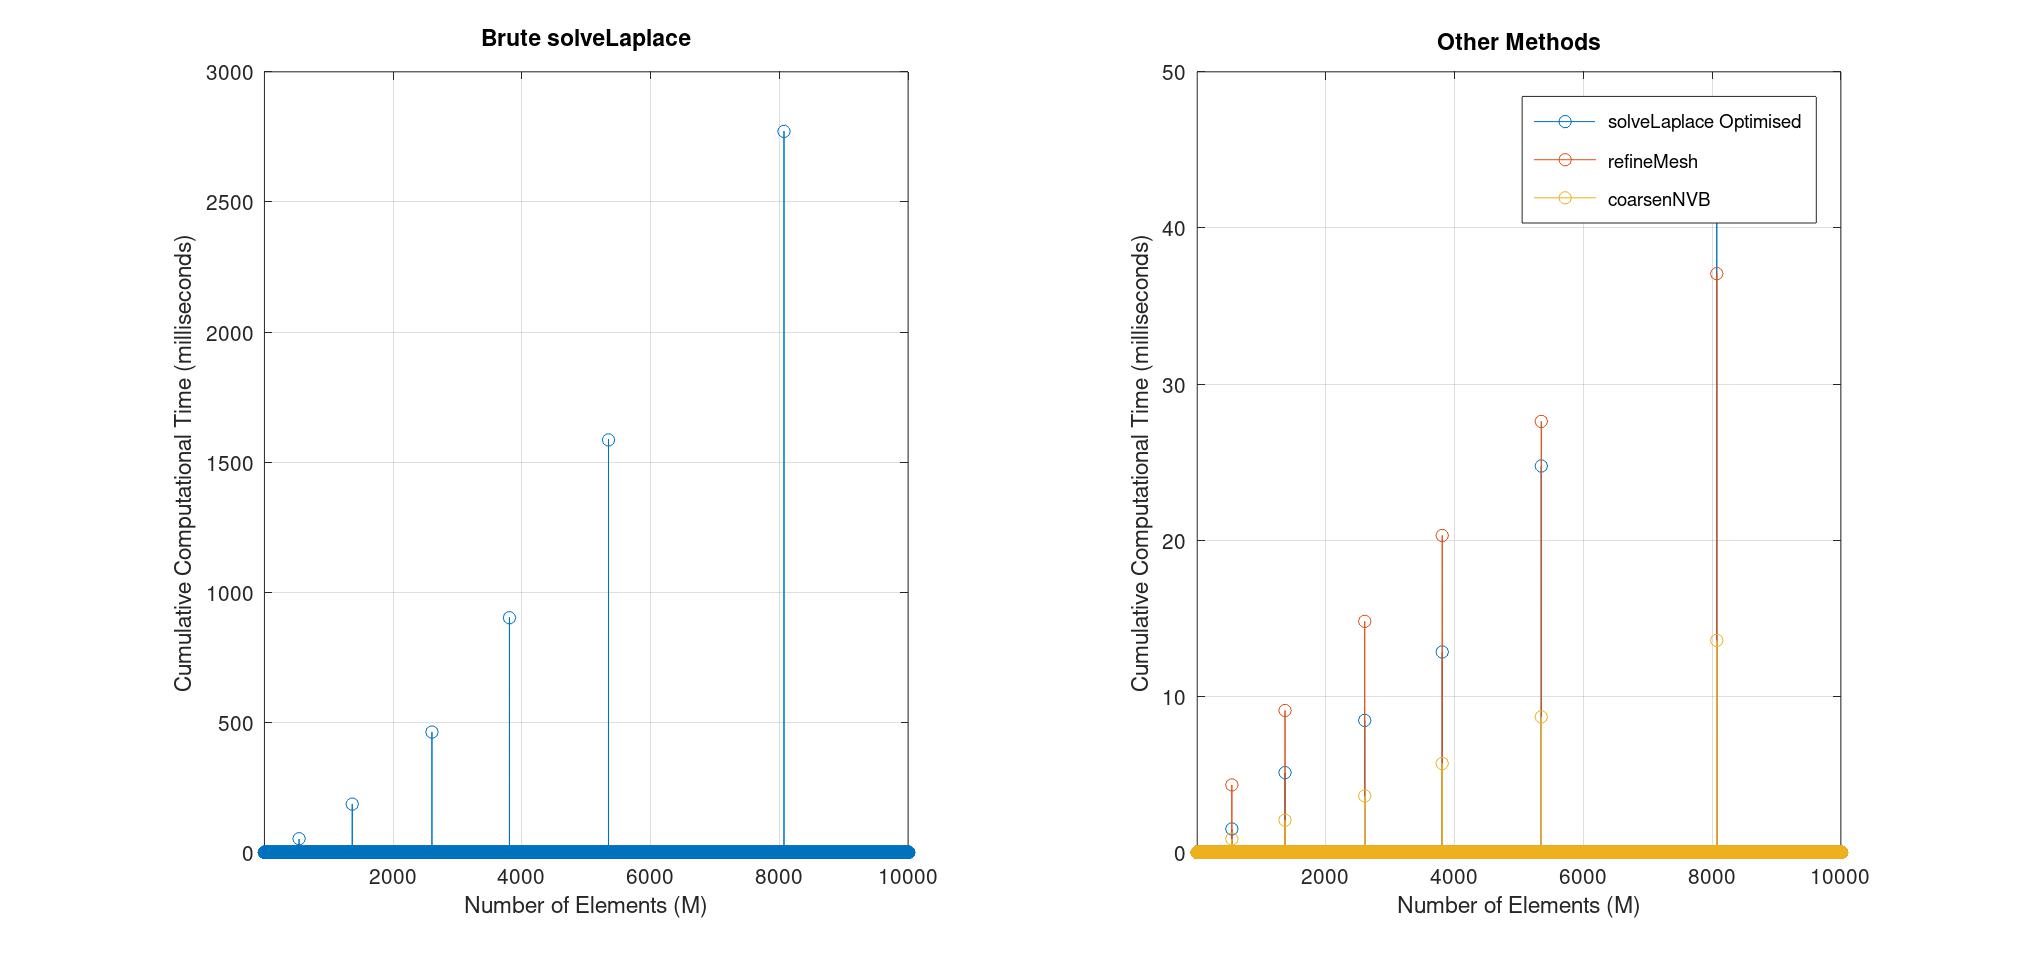 Brute solveLaplace
3000
2500
2000
1500
1000
500
0
2000
4000
6000
8000
10000
Number of Elements (M)
Cumulative Computational Time (milliseconds)
Other Methods
50
40
30
20
10
0
2000
4000
6000
8000
10000
Number of Elements (M)
Cumulative Computational Time (milliseconds)
solveLaplace Optimised
refineMesh
coarsenNVB